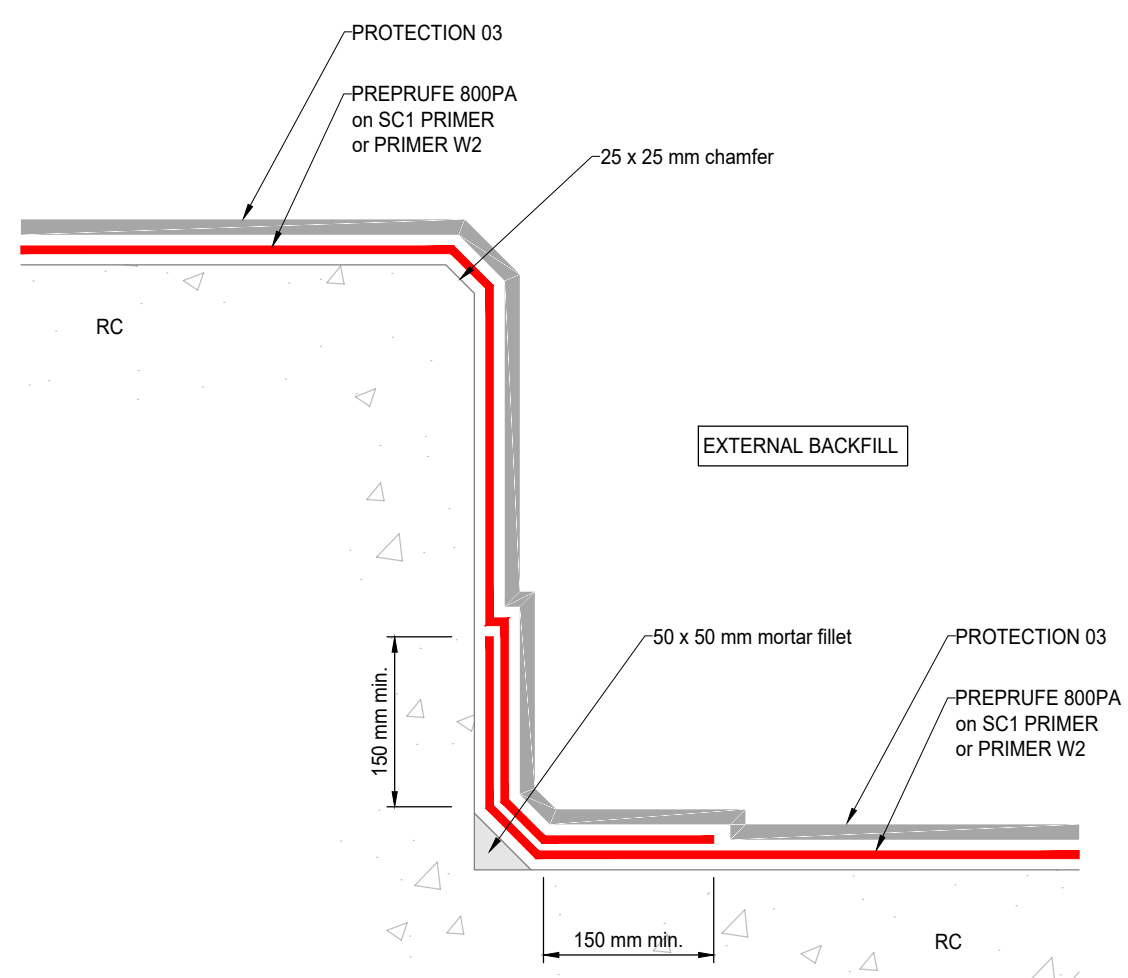 PROTECTION 03
PREPRUFE 800PA
on SC1 PRIMER
or PRIMER W2
25 x 25 mm chamfer
RC
EXTERNAL BACKFILL
50 x 50 mm mortar fillet
PROTECTION 03
150 mm min.
PREPRUFE 800PA
on SC1 PRIMER
or PRIMER W2
150 mm min.
RC